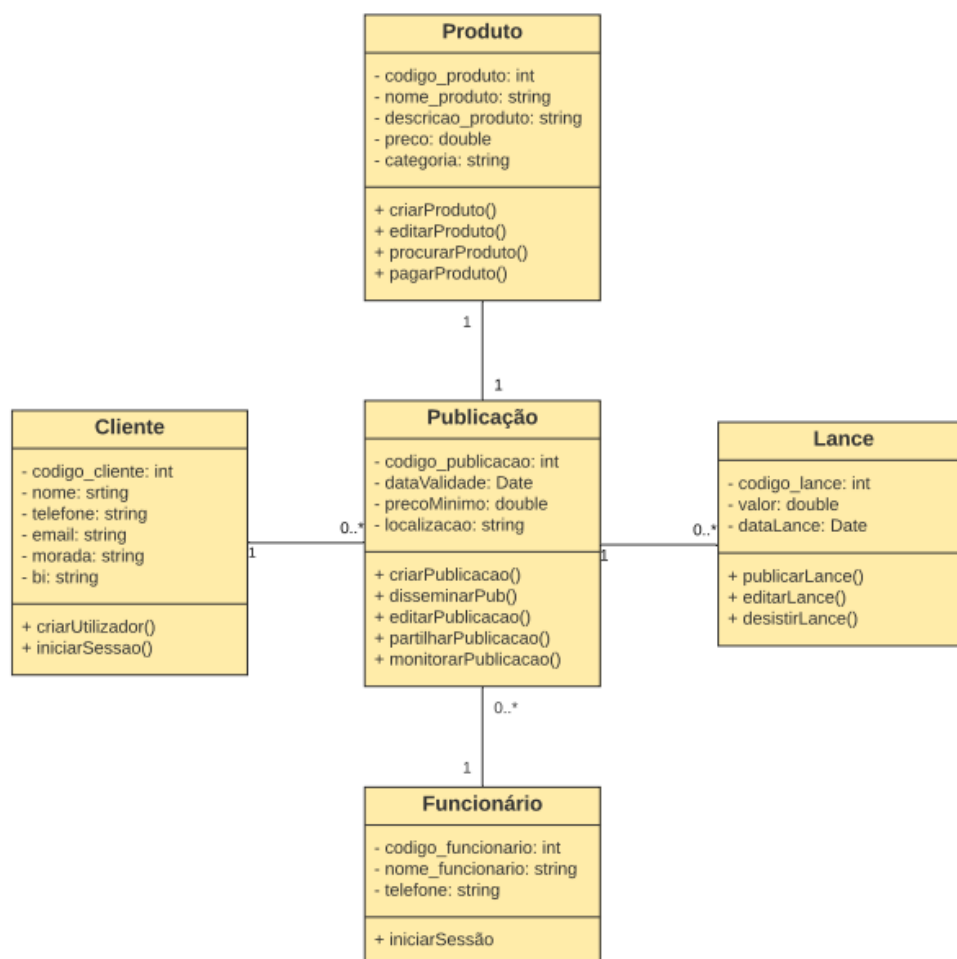 Produto
- codigo_produto: int
- nome_produto: string
- descricao_produto: string
- preco: double
- categoria: string
+ criarProduto()
+ editarProduto()
+ procurarProduto()
+ pagarProduto()
1
1
Cliente
- codigo_cliente: int
- nome: srting
- telefone: string
- email: string
- morada: string
- bi: string
+ criarUtilizador()
+ iniciarSessao()
1
0..*
Publicação
- codigo_publicacao: int
- dataValidade: Date
- precoMinimo: double
- localizacao: string
+ criarPublicacao()
+ disseminarPub()
+ editarPublicacao()
+ partilharPublicacao()
+ monitorarPublicacao()
1
0..*
Lance
- codigo_lance: int
- valor: double
- dataLance: Date
+ publicarLance()
+ editarLance()
+ desistirLance()
0..*
1
Funcionário
- codigo_funcionario: int
- nome_funcionario: string
- telefone: string
+ iniciarSessão